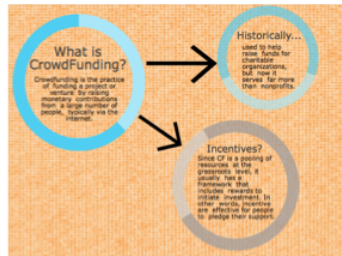 What is
CrowdFunding?
Crowdfunding is the practice
of funding a project or
venture by raising
monetary contributions
from a large number of
people, typically via the
internet.
Historically...
used to help
raise funds for
charitable
organizations,
but now it
serves far more
than nonprofits.
Incentives?
Since CF is a pooling of
resources at the
grassroots level, it
usually has a
framework that
includes rewards to
initiate investment. In
other words, incentive
are effective for people
to pledge their support.